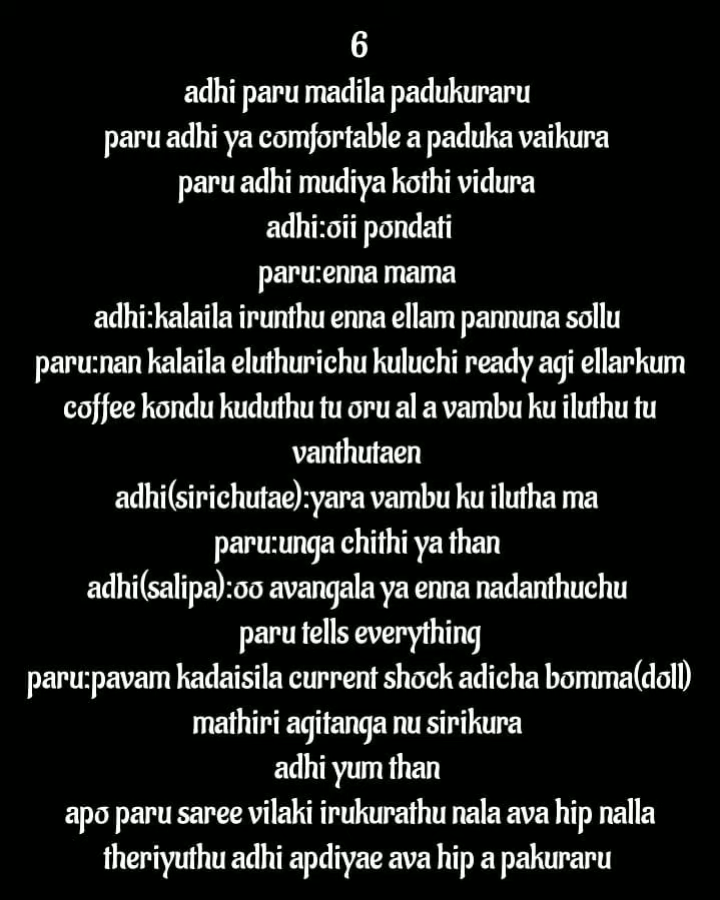 6
adhi paru madila padukuraru
paru adhi ya comfortable a paduka vaikura
paru adhi mudiya kothi vidura
adhi:oii pondati
paru:enna mama
adhi:kalaila irunthu enna ellam pannuna sollu
paru:nan kalaila eluthurichu kuluchi ready agi ellarkum
coffee kondu kuduthu tu oru al a vambu ku iluthu tu
vanthutaen
adhi(sirichutae):yara vambu ku ilutha ma
paru:unga chithi ya than
adhi(salipa):oo avangala ya enna nadanthuchu
paru tells everything
paru:pavam kadaisila current shock adicha bomma(doll)
mathiri agitanga nu sirikura
adhi yum than
apo paru saree vilaki irukurathu nala ava hip nalla
theriyuthu adhi apdiyae ava hip a pakuraru